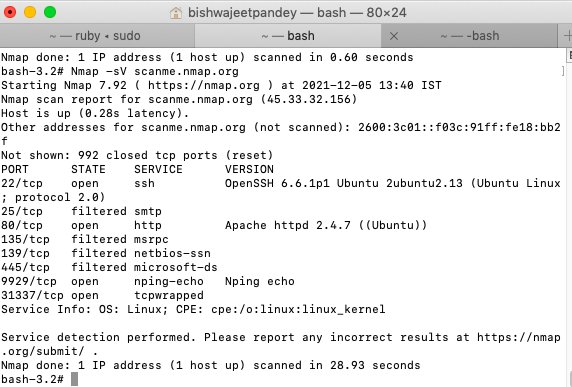 bishwajeetpandey — bash — 80×24
~ — ruby ◂ sudo
~ — bash
~ — -bash
Nmap done: 1 IP address (1 host up) scanned in 0.60 seconds
bash-3.2# Nmap -sV scanme.nmap.org
Starting Nmap 7.92 ( https://nmap.org ) at 2021-12-05 13:40 IST
Nmap scan report for scanme.nmap.org (45.33.32.156)
Host is up (0.28s latency).
Other addresses for scanme.nmap.org (not scanned): 2600:3c01::f03c:91ff:fe18:bb2
f
Not shown: 992 closed tcp ports (reset)
PORT      STATE    SERVICE      VERSION
22/tcp    open     ssh          OpenSSH 6.6.1p1 Ubuntu 2ubuntu2.13 (Ubuntu Linux
; protocol 2.0)
25/tcp    filtered smtp
80/tcp    open     http         Apache httpd 2.4.7 ((Ubuntu))
135/tcp   filtered msrpc
139/tcp   filtered netbios-ssn
445/tcp   filtered microsoft-ds
9929/tcp  open     nping-echo   Nping echo
31337/tcp open     tcpwrapped
Service Info: OS: Linux; CPE: cpe:/o:linux:linux_kernel

Service detection performed. Please report any incorrect results at https://nmap
.org/submit/ .
Nmap done: 1 IP address (1 host up) scanned in 28.93 seconds
bash-3.2#